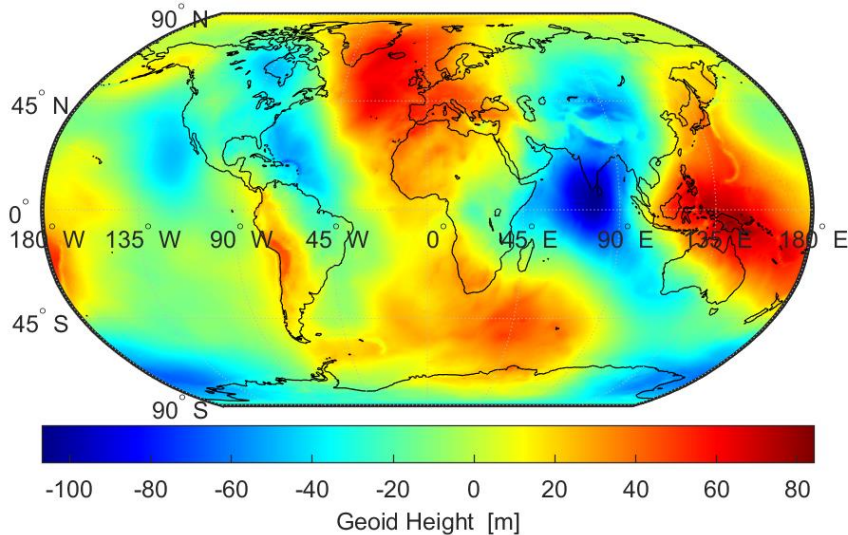 90° N
45° N
0°
180° W 135° W 90° W 45° W 0° 45° E 90° E 135° E 180° E
45° S
90° S
-100 -80 -60 -40 -20 0 20 40 60 80
Geoid Height [m]